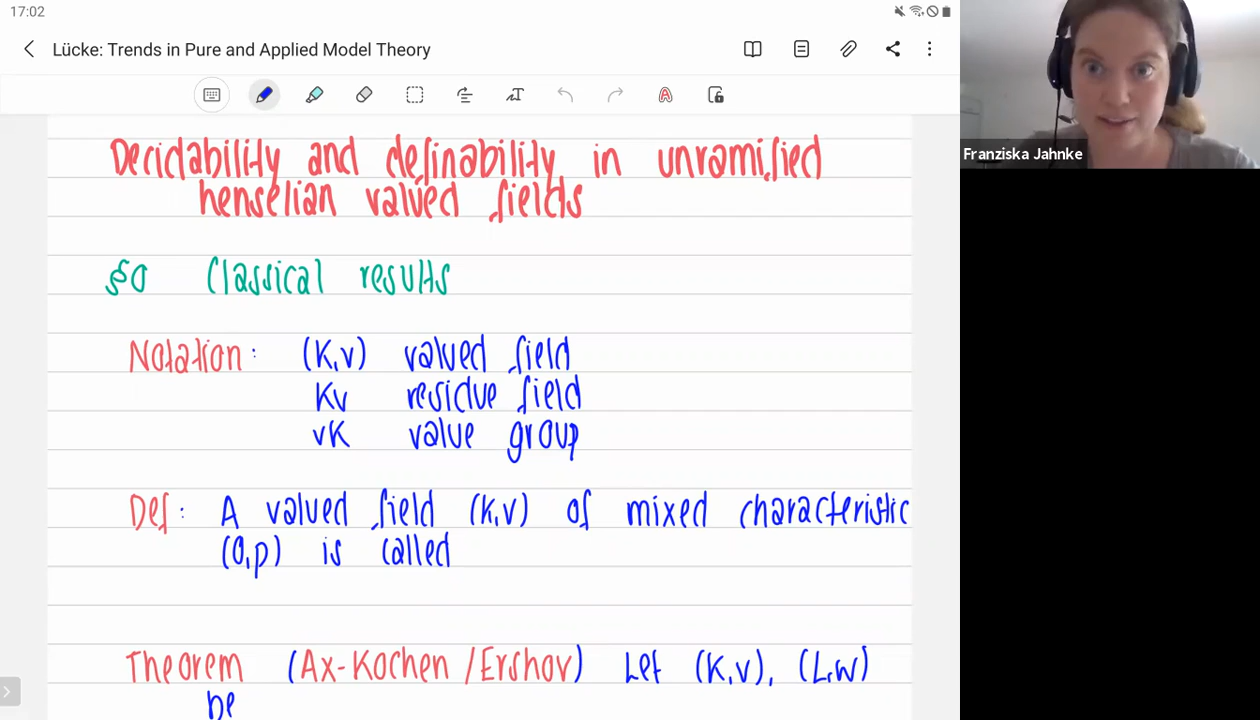 17:02
Lücke: Trends in Pure and Applied Model Theory
Franziska Jahnke
Decidability and definability in unramified
henselian valued fields
§0 Classical results
Notation: (K,v) valued field
Kv residue field
vK value group
Def: A valued field (K,v) of mixed characteristic
(0,p) is called
Theorem (Ax-Kochen/Ershov) Let (K,v), (L,w)
be